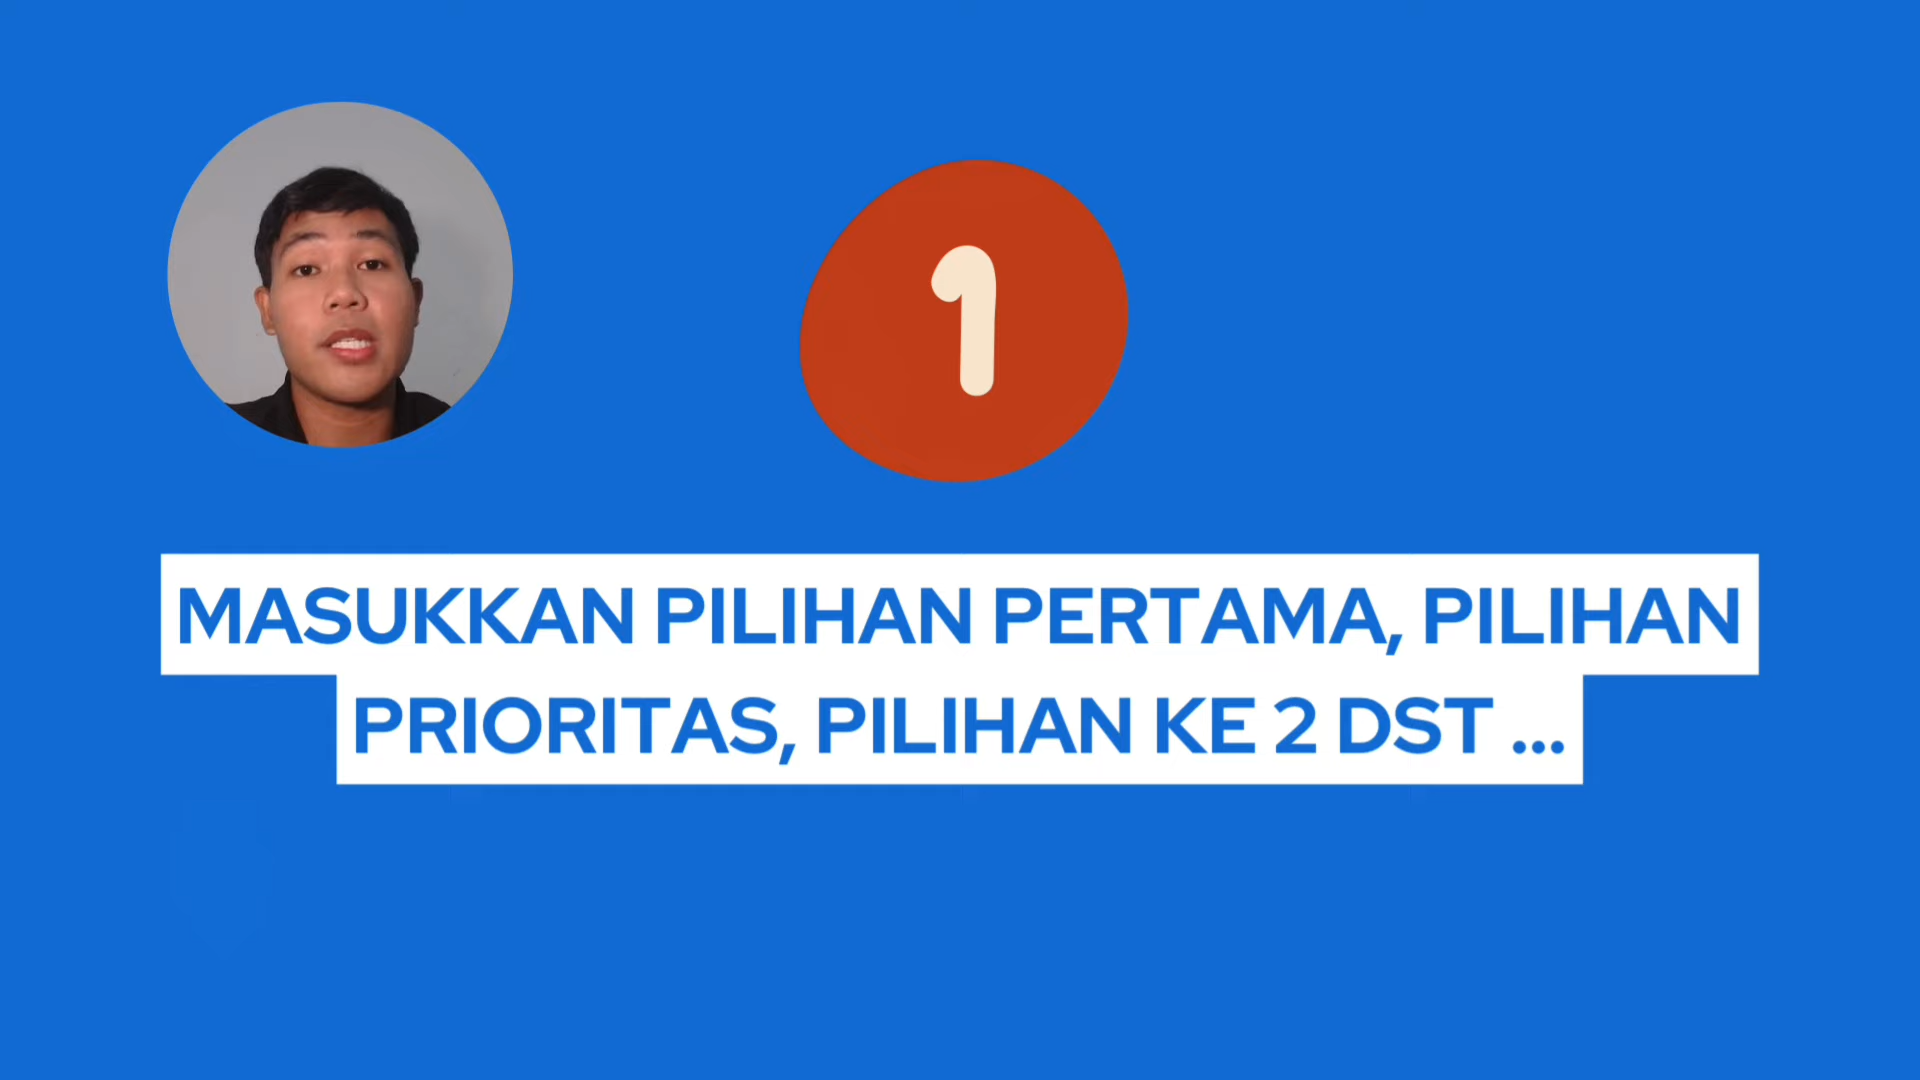 1
MASUKKAN PILIHAN PERTAMA, PILIHAN
PRIORITAS, PILIHAN KE 2 DST ...